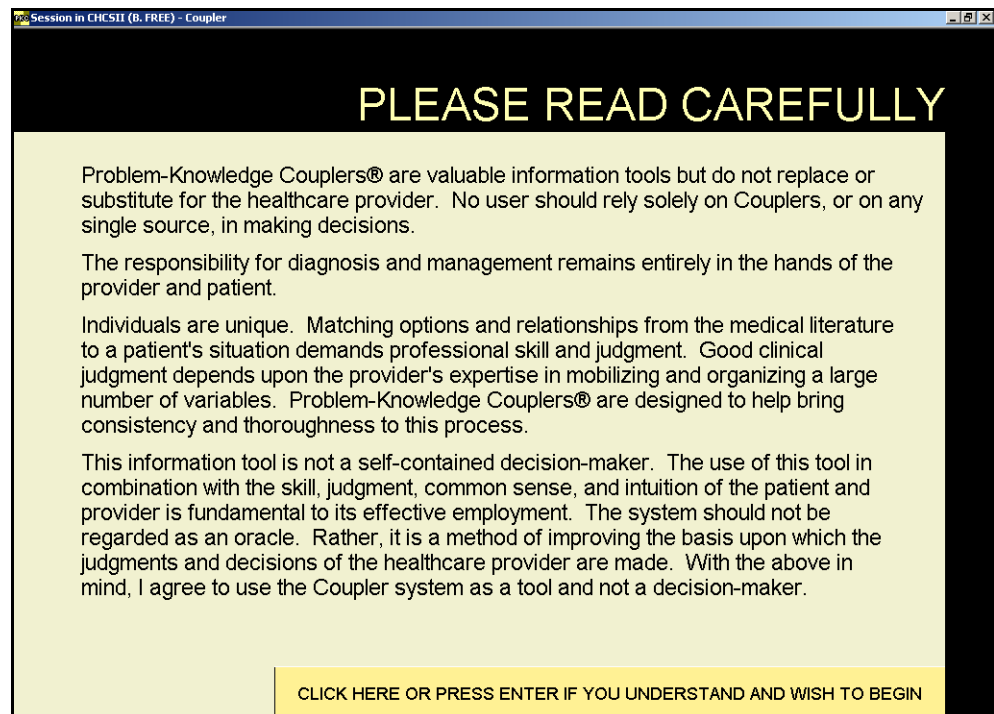 PKC Session in CHCSII (B. FREE) - Coupler
PLEASE READ CAREFULLY
Problem-Knowledge Couplers® are valuable information tools but do not replace or
substitute for the healthcare provider.  No user should rely solely on Couplers, or on any
single source, in making decisions.
The responsibility for diagnosis and management remains entirely in the hands of the
provider and patient.
Individuals are unique.  Matching options and relationships from the medical literature
to a patient's situation demands professional skill and judgment.  Good clinical
judgment depends upon the provider's expertise in mobilizing and organizing a large
number of variables.  Problem-Knowledge Couplers® are designed to help bring
consistency and thoroughness to this process.
This information tool is not a self-contained decision-maker.  The use of this tool in
combination with the skill, judgment, common sense, and intuition of the patient and
provider is fundamental to its effective employment.  The system should not be
regarded as an oracle.  Rather, it is a method of improving the basis upon which the
judgments and decisions of the healthcare provider are made.  With the above in
mind, I agree to use the Coupler system as a tool and not a decision-maker.
CLICK HERE OR PRESS ENTER IF YOU UNDERSTAND AND WISH TO BEGIN